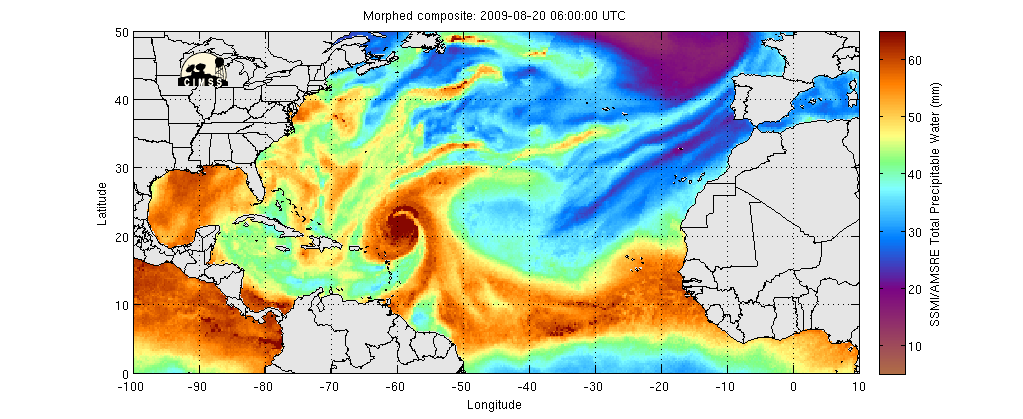 Morphed composite: 2009-08-20 06:00:00 UTC
50
40
30
20
10
0
Latitude
CIMSS
-100 -90 -80 -70 -60 -50 -40 -30 -20 -10 0 10
Longitude
60
50
40
30
20
10
SSMI/AMSRE Total Precipitable Water (mm)